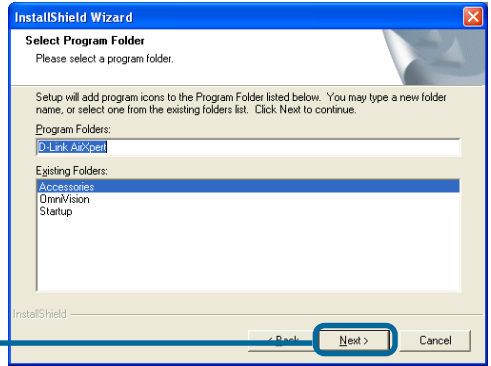 InstallShield Wizard
Select Program Folder
Please select a program folder.
Setup will add program icons to the Program Folder listed below. You may type a new folder
name, or select one from the existing folders list. Click Next to continue.
Program Folders:
D-Link AirXpert
Existing Folders:
Accessories
OmniVision
Startup
InstallShield
< Back Next > Cancel